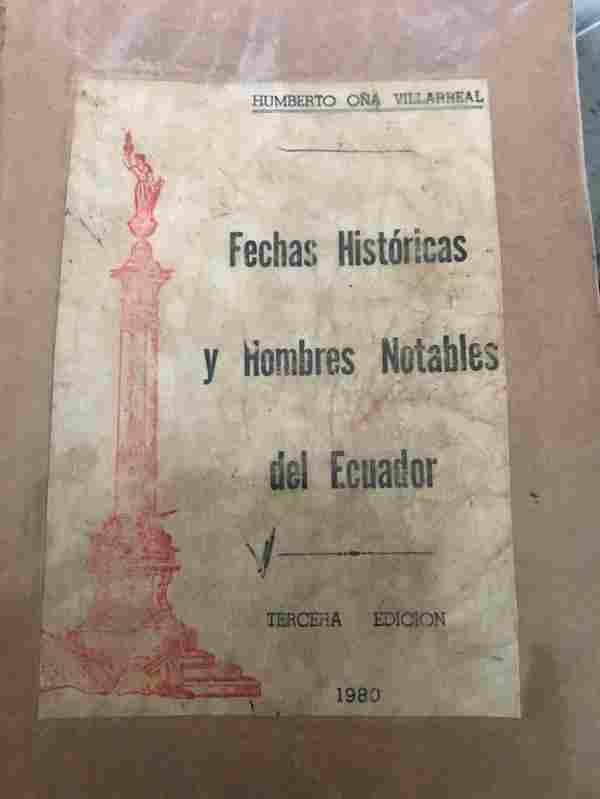 HUMBERTO OÑA VILLARREAL
Fechas Históricas
y Hombres Notables
del Ecuador
TERCERA EDICION
1980